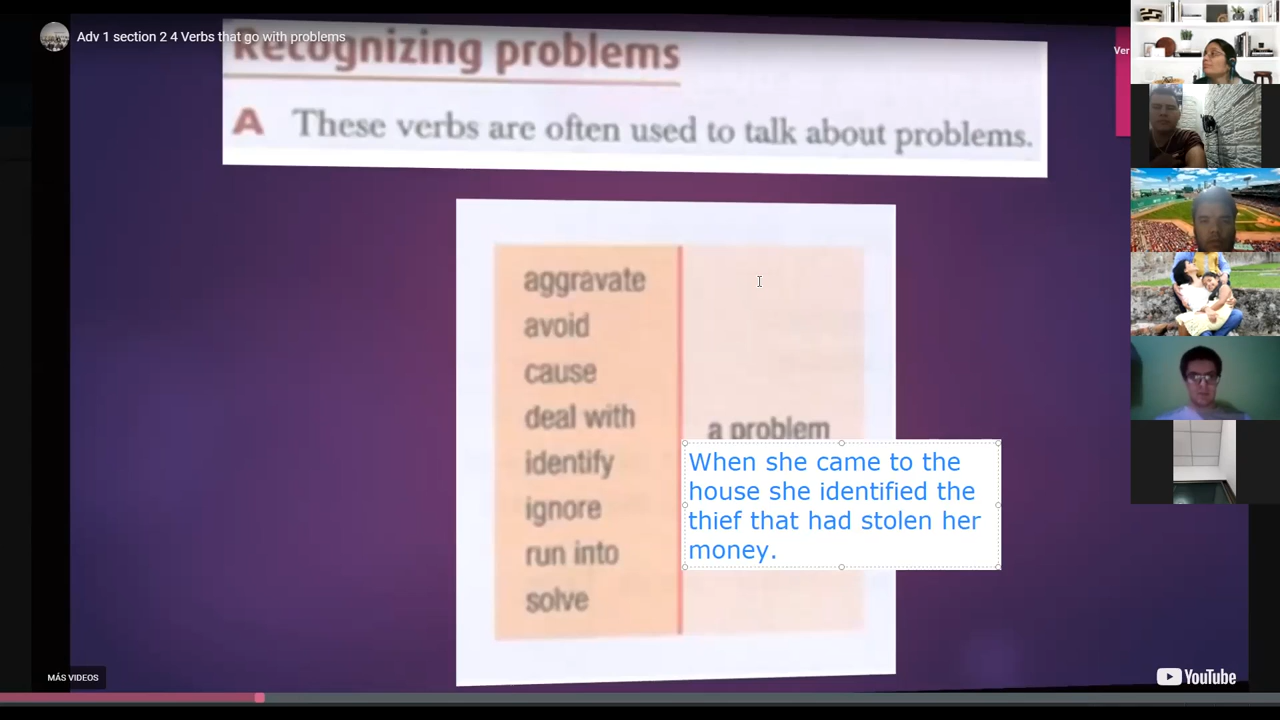 Adv 1 section 2 4 Verbs that go with problems
Ver
Recognizing problems
A These verbs are often used to talk about problems.
aggravate
avoid
cause
deal with
identify
ignore
run into
solve
a problem
When she came to the
house she identified the
thief that had stolen her
money.
MÁS VIDEOS
YouTube